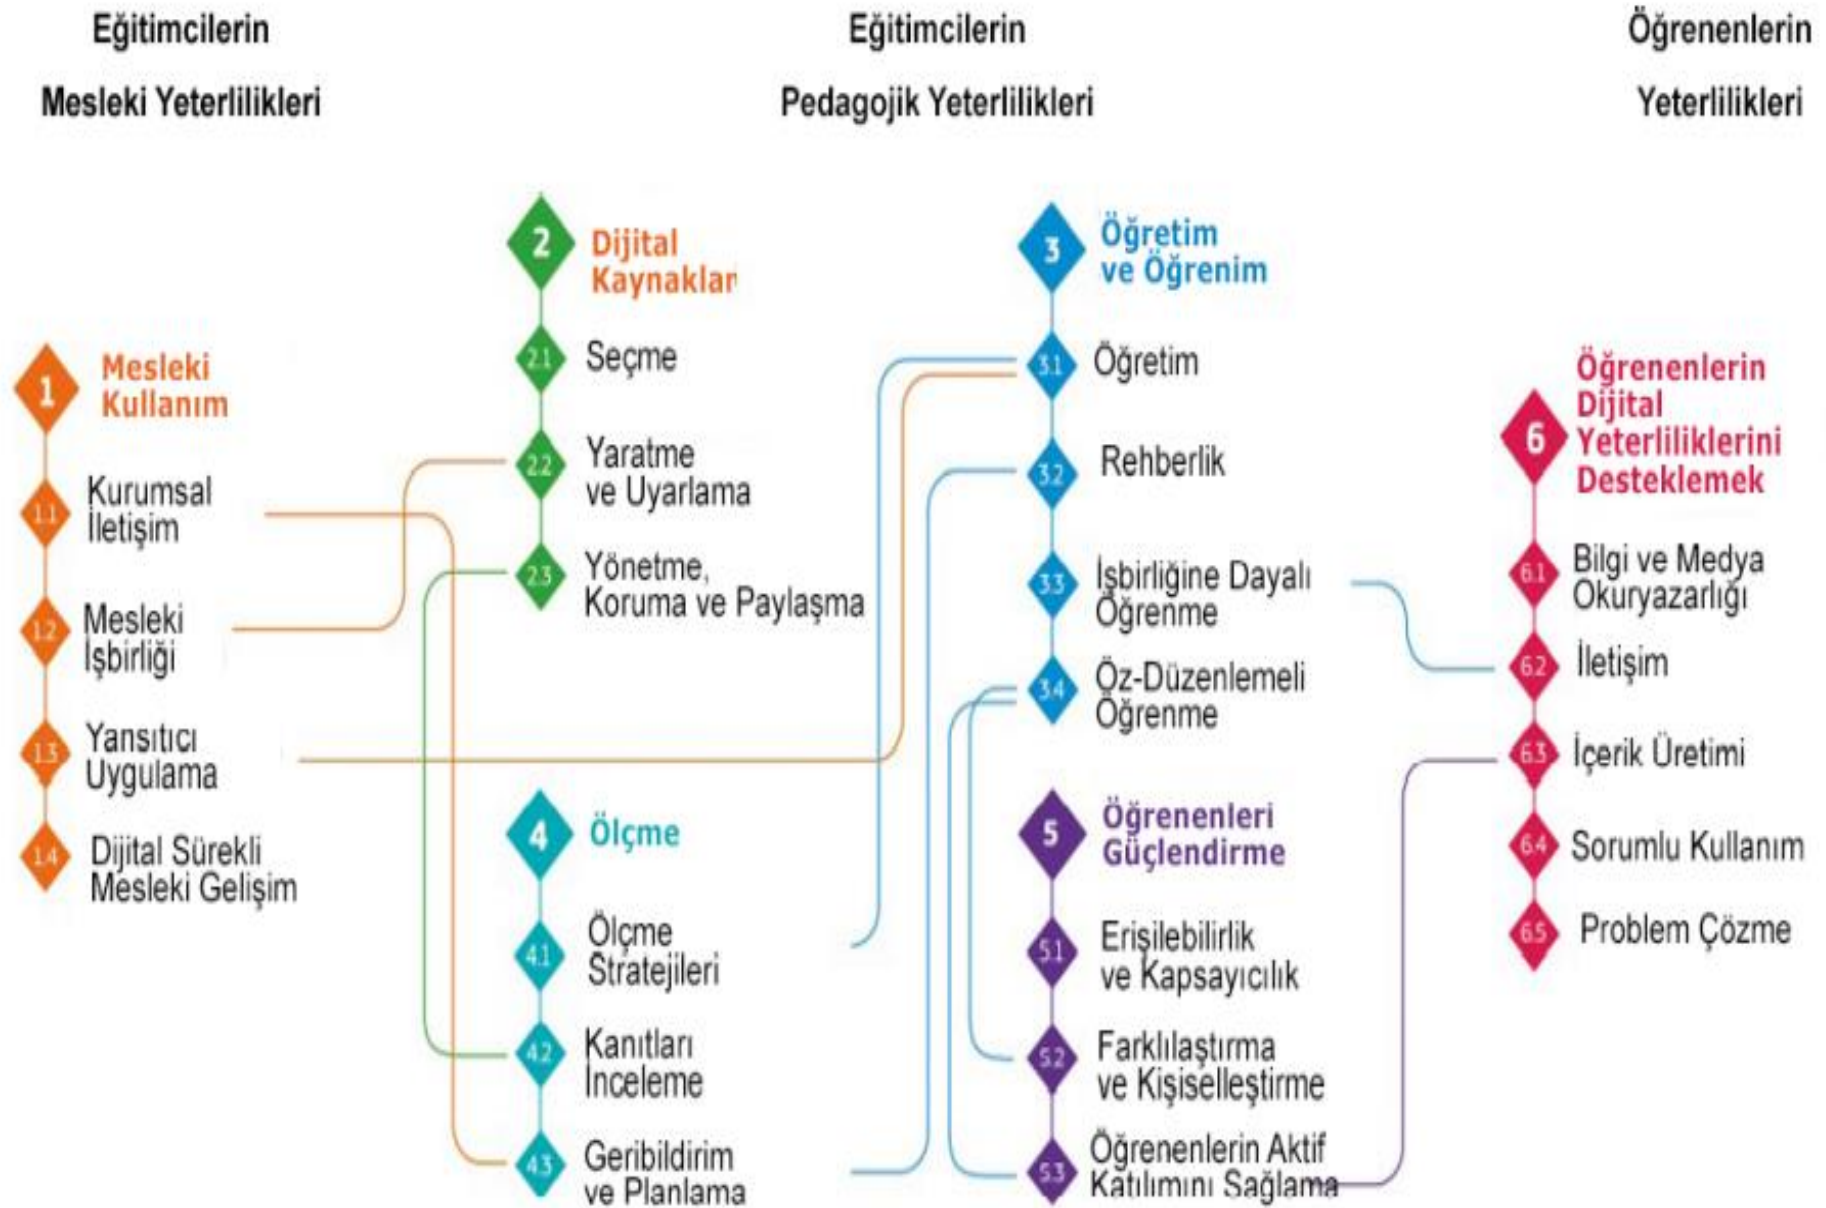 Eğitimcilerin
Mesleki Yeterlilikleri
Eğitimcilerin
Pedagojik Yeterlilikleri
Öğrenenlerin
Yeterlilikleri
1
Mesleki
Kullanım
1.1
Kurumsal
İletişim
1.2
Mesleki
İşbirliği
1.3
Yansıtıcı
Uygulama
1.4
Dijital Sürekli
Mesleki Gelişim
2
Dijital
Kaynaklar
2.1
Seçme
2.2
Yaratme
ve Uyarlama
2.3
Yönetme,
Koruma ve Paylaşma
3
Öğretim
ve Öğrenim
3.1
Öğretim
3.2
Rehberlik
3.3
İşbirliğine Dayalı
Öğrenme
3.4
Öz-Düzenlemeli
Öğrenme
4
Ölçme
4.1
Ölçme
Stratejileri
4.2
Kanıtları
İnceleme
4.3
Geribildirim
ve Planlama
5
Öğrenenleri
Güçlendirme
5.1
Erişilebilirlik
ve Kapsayıcılık
5.2
Farklılaştırma
ve Kişiselleştirme
5.3
Öğrenenlerin Aktif
Katılımını Sağlama
6
Öğrenenlerin
Dijital
Yeterliliklerini
Desteklemek
6.1
Bilgi ve Medya
Okuryazarlığı
6.2
İletişim
6.3
İçerik Üretimi
6.4
Sorumlu Kullanım
6.5
Problem Çözme